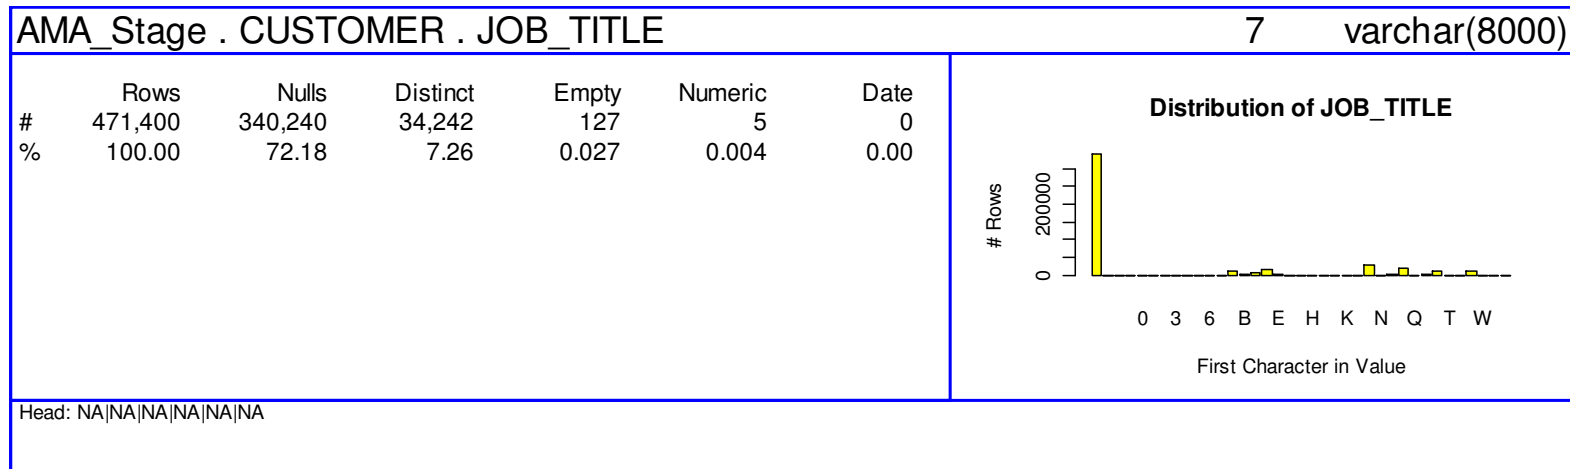 AMA_Stage . CUSTOMER . JOB_TITLE 7 varchar(8000)
Rows Nulls Distinct Empty Numeric Date
# 471,400 340,240 34,242 127 5 0
% 100.00 72.18 7.26 0.027 0.004 0.00
Distribution of JOB_TITLE
# Rows
200000
0
0 3 6 B E H K N Q T W
First Character in Value
Head: NA|NA|NA|NA|NA|NA